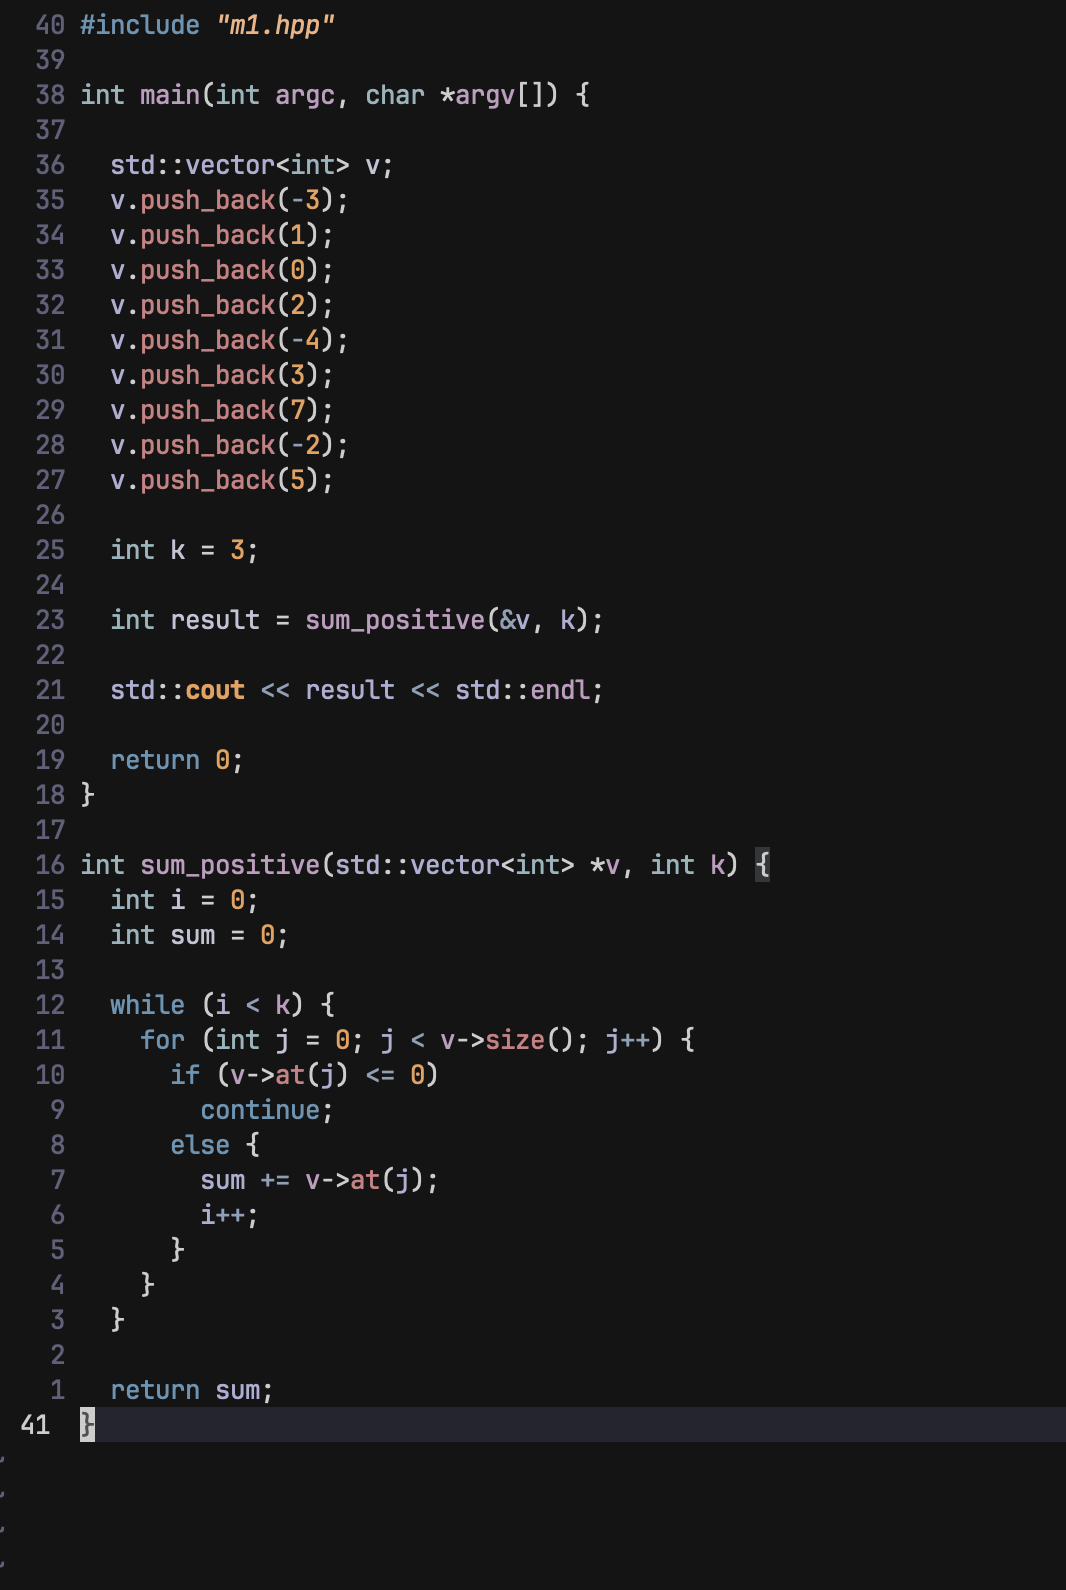 40 #include "m1.hpp"
39
38 int main(int argc, char *argv[]) {
37
36   std::vector<int> v;
35   v.push_back(-3);
34   v.push_back(1);
33   v.push_back(0);
32   v.push_back(2);
31   v.push_back(-4);
30   v.push_back(3);
29   v.push_back(7);
28   v.push_back(-2);
27   v.push_back(5);
26
25   int k = 3;
24
23   int result = sum_positive(&v, k);
22
21   std::cout << result << std::endl;
20
19   return 0;
18 }
17
16 int sum_positive(std::vector<int> *v, int k) {
15   int i = 0;
14   int sum = 0;
13
12   while (i < k) {
11     for (int j = 0; j < v->size(); j++) {
10       if (v->at(j) <= 0)
9         continue;
8       else {
7         sum += v->at(j);
6         i++;
5       }
4     }
3   }
2
1   return sum;
41 }
~
~
~
~